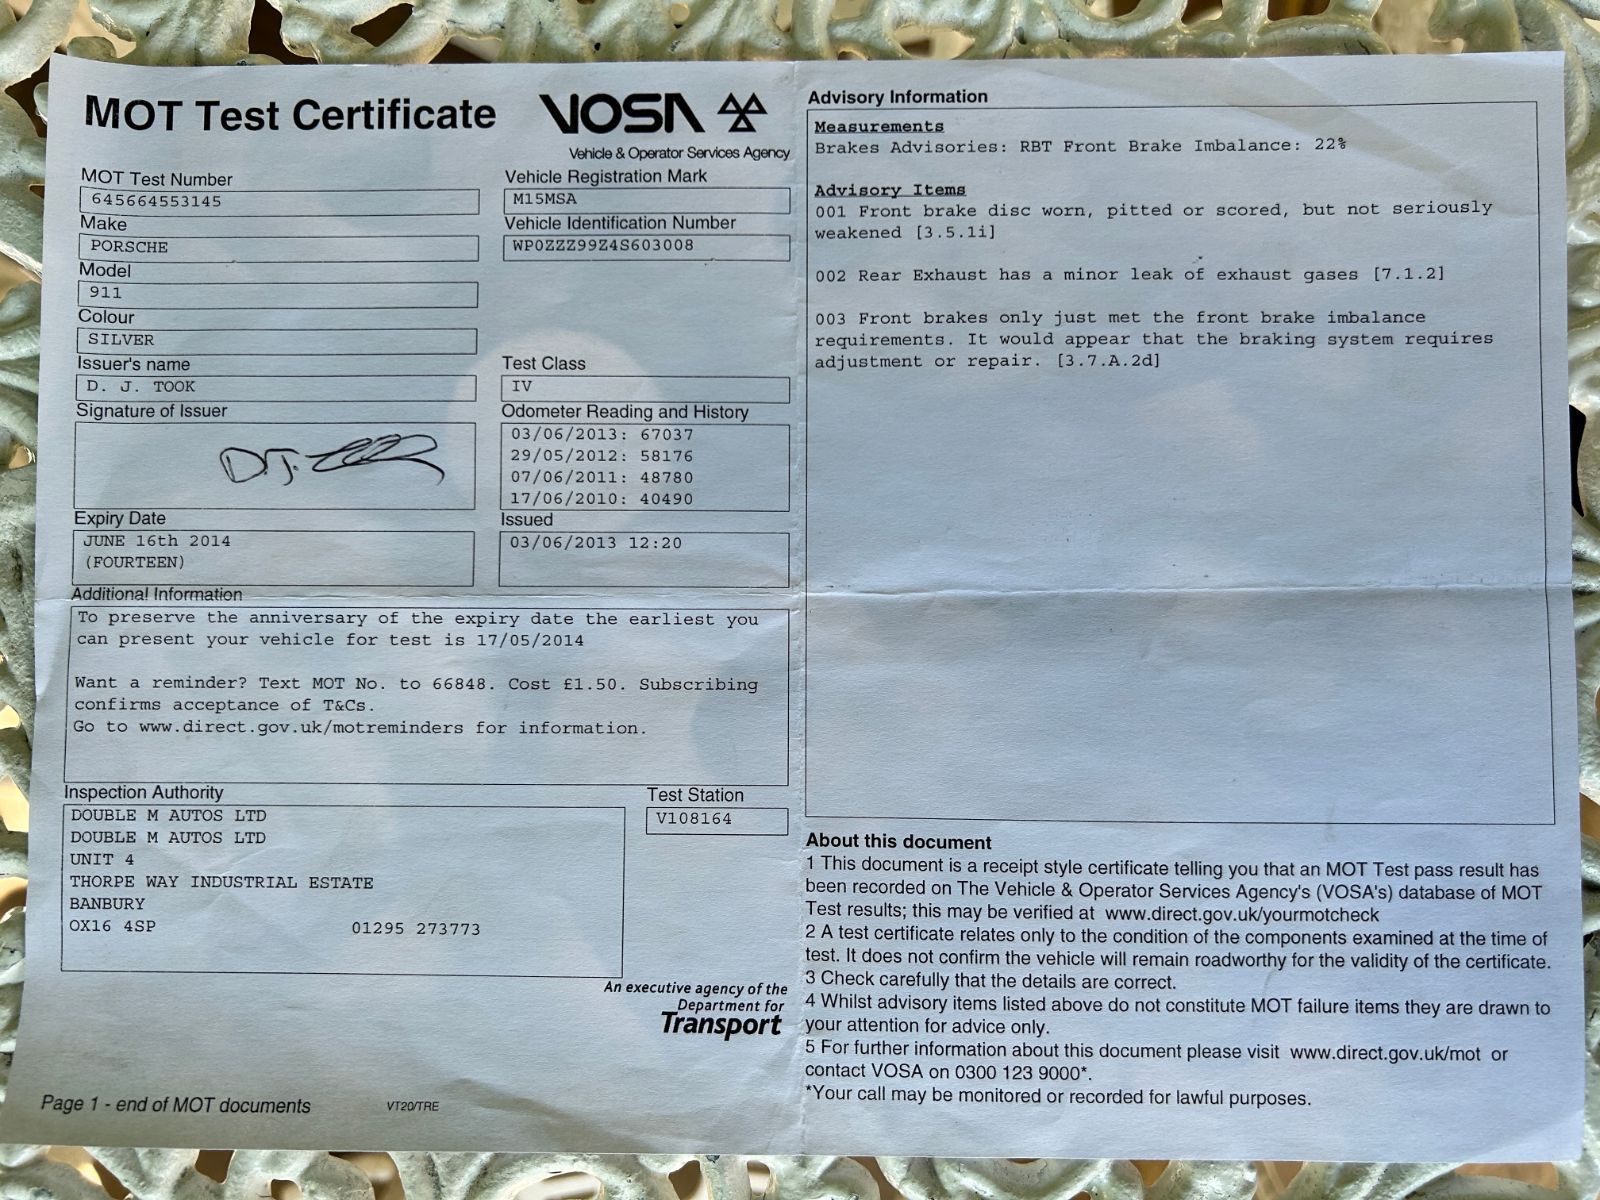 MOT Test Certificate
VOSA
Vehicle & Operator Services Agency
MOT Test Number
645664553145
Vehicle Registration Mark
M15MSA
Make
PORSCHE
Vehicle Identification Number
WP0ZZZ99Z4S603008
Model
911
Colour
SILVER
Issuer's name
D. J. TOOK
Test Class
IV
Signature of Issuer
D.J.
Odometer Reading and History
03/06/2013: 67037
29/05/2012: 58176
07/06/2011: 48780
17/06/2010: 40490
Expiry Date
JUNE 16th 2014
(FOURTEEN)
Issued
03/06/2013 12:20
Additional Information
To preserve the anniversary of the expiry date the earliest you
can present your vehicle for test is 17/05/2014
Want a reminder? Text MOT No. to 66848. Cost £1.50. Subscribing
confirms acceptance of T&Cs.
Go to www.direct.gov.uk/motreminders for information.
Inspection Authority
DOUBLE M AUTOS LTD
DOUBLE M AUTOS LTD
UNIT 4
THORPE WAY INDUSTRIAL ESTATE
BANBURY
OX16 4SP 01295 273773
Test Station
V108164
An executive agency of the
Department for
Transport
Page 1 - end of MOT documents
VT20/TRE
Advisory Information
Measurements
Brakes Advisories: RBT Front Brake Imbalance: 22%
Advisory Items
001 Front brake disc worn, pitted or scored, but not seriously
weakened [3.5.1i]
002 Rear Exhaust has a minor leak of exhaust gases [7.1.2]
003 Front brakes only just met the front brake imbalance
requirements. It would appear that the braking system requires
adjustment or repair. [3.7.A.2d]
About this document
1 This document is a receipt style certificate telling you that an MOT Test pass result has
been recorded on The Vehicle & Operator Services Agency's (VOSA's) database of MOT
Test results; this may be verified at www.direct.gov.uk/yourmotcheck
2 A test certificate relates only to the condition of the components examined at the time of
test. It does not confirm the vehicle will remain roadworthy for the validity of the certificate.
3 Check carefully that the details are correct.
4 Whilst advisory items listed above do not constitute MOT failure items they are drawn to
your attention for advice only.
5 For further information about this document please visit www.direct.gov.uk/mot or
contact VOSA on 0300 123 9000*.
*Your call may be monitored or recorded for lawful purposes.